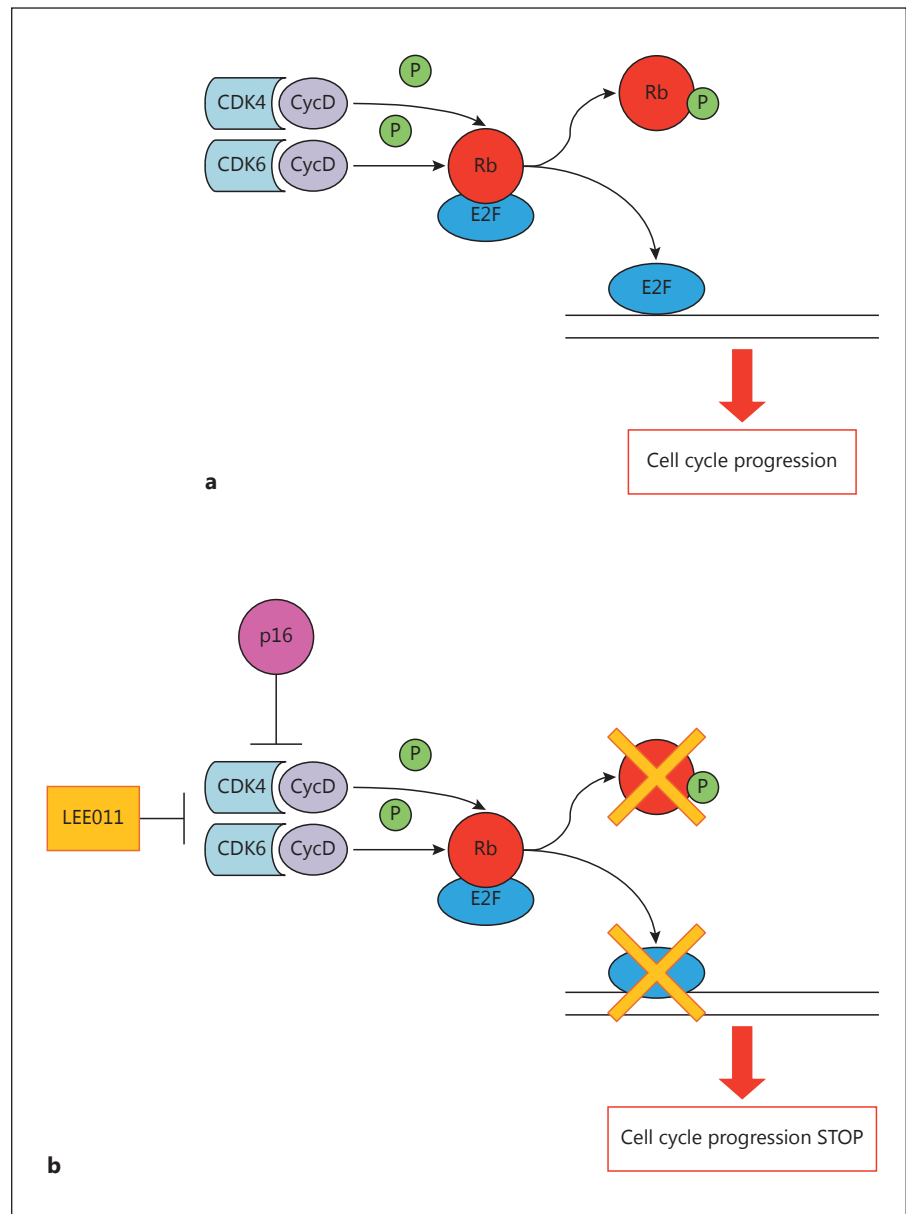 P
CDK4 CycD
Rb P
P
CDK6 CycD
Rb
E2F
E2F
Cell cycle progression
a
p16
P
CDK4 CycD
P
LEE011
P
CDK6 CycD
Rb
E2F
Cell cycle progression STOP
b